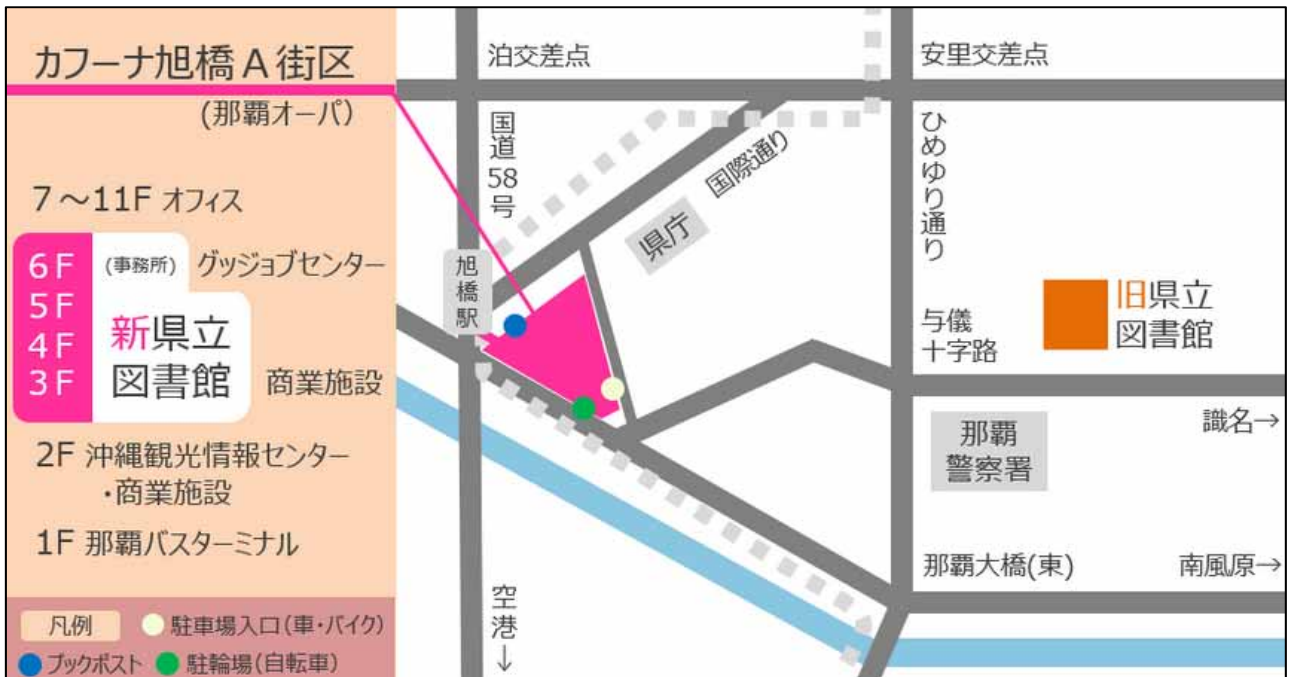 カフーナ旭橋A街区
(那覇オーパ)
7～11F オフィス
6F (事務所) グッジョブセンター
5F
4F
3F
新県立
図書館
商業施設
2F 沖縄観光情報センター
・商業施設
1F 那覇バスターミナル
凡例
駐車場入口(車・バイク)
ブックポスト
駐輪場(自転車)
泊交差点
国道58号
旭橋駅
国際通り
県庁
空港↓
安里交差点
ひめゆり通り
与儀
十字路
旧県立
図書館
識名→
那覇
警察署
那覇大橋(東)
南風原→